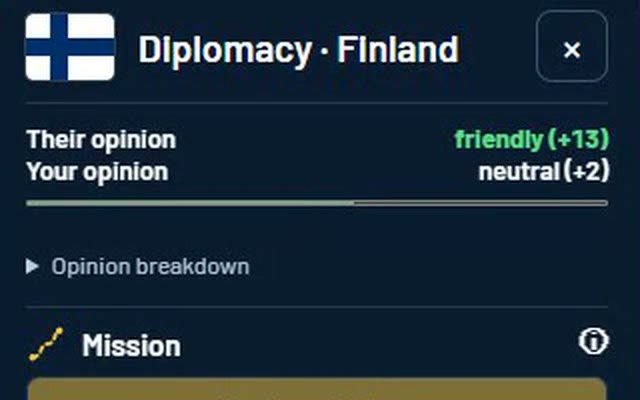 Diplomacy · Finland
×
Their opinion friendly (+13)
Your opinion neutral (+2)
▶ Opinion breakdown
Mission